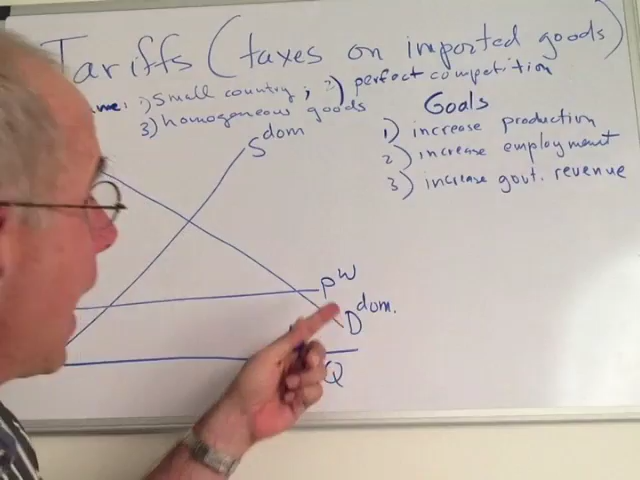 Tariffs (taxes on imported goods)
1) small country; 2) perfect competition
3) homogeneous goods
Goals
1) increase production
2) increase employment
3) increase govt. revenue
S dom
P W
D dom.
Q